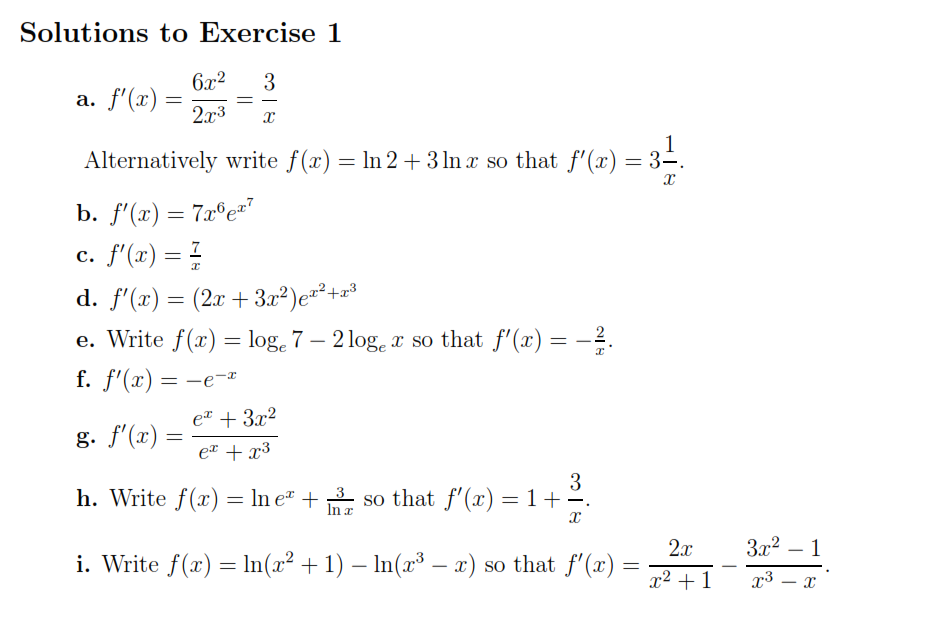 Solutions to Exercise 1
a. f′(x) = 6x²/2x³ = 3/x
Alternatively write f(x) = ln 2 + 3 ln x so that f′(x) = 3 1/x.
b. f′(x) = 7x⁶e^{x⁷}
c. f′(x) = 7/x
d. f′(x) = (2x + 3x²)e^{x²+x³}
e. Write f(x) = logₑ 7 − 2 logₑ x so that f′(x) = −2/x.
f. f′(x) = −e^{−x}
g. f′(x) = (eˣ + 3x²)/(eˣ + x³)
h. Write f(x) = ln eˣ + 3/ln x so that f′(x) = 1 + 3/x.
i. Write f(x) = ln(x² + 1) − ln(x³ − x) so that f′(x) = 2x/(x² + 1) − (3x² − 1)/(x³ − x).